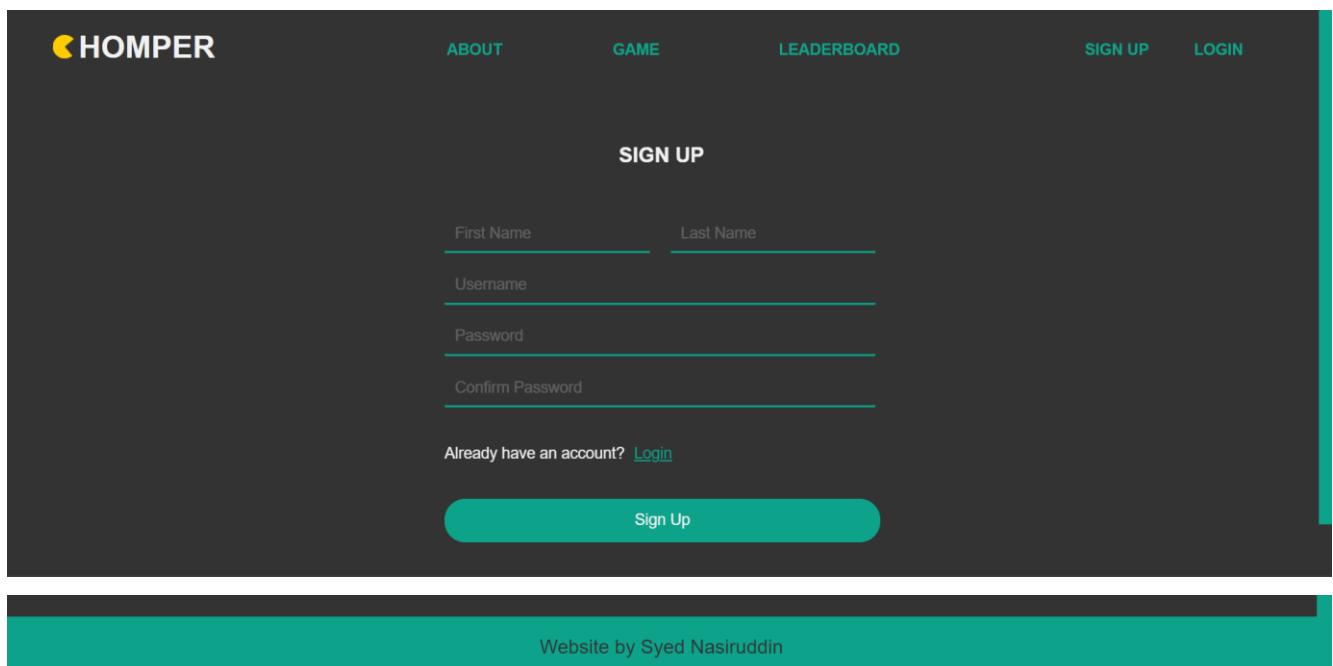 CHOMPER ABOUT GAME LEADERBOARD SIGN UP LOGIN
SIGN UP
First Name Last Name
Username
Password
Confirm Password
Already have an account? Login
Sign Up
Website by Syed Nasiruddin